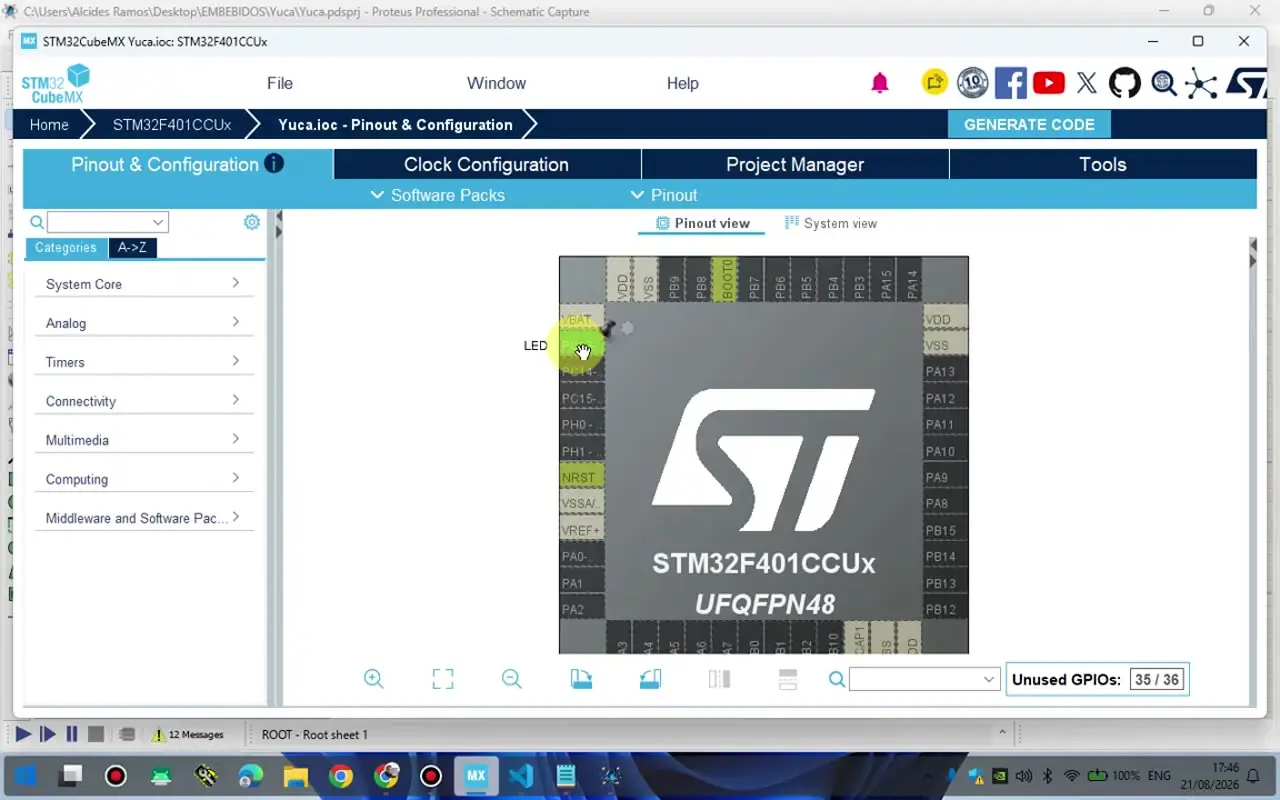 C:\Users\Alcides Ramos\Desktop\EMBEBIDOS\Yuca\Yuca.pdsprj - Proteus Professional - Schematic Capture
MX STM32CubeMX Yuca.ioc: STM32F401CCUx
STM32 CubeMX
File Window Help
10
Home STM32F401CCUx Yuca.ioc - Pinout & Configuration GENERATE CODE
Pinout & Configuration Clock Configuration Project Manager Tools
Software Packs Pinout
Pinout view System view
Categories A->Z
System Core
Analog
Timers
Connectivity
Multimedia
Computing
Middleware and Software Pac...
VDD VSS PB9 PB8 BOOT0 PB7 PB6 PB5 PB4 PB3 PA15 PA14
VBAT
LED
PC14-
PC15-..
PH0 - ..
PH1 - ..
NRST
VSSA/..
VREF+
PA0-..
PA1
PA2
VDD
VSS
PA13
PA12
PA11
PA10
PA9
PA8
PB15
PB14
PB13
PB12
ST
STM32F401CCUx
UFQFPN48
Unused GPIOs: 35 / 36
12 Messages ROOT - Root sheet 1
MX 100% ENG 17:46
21/08/2026